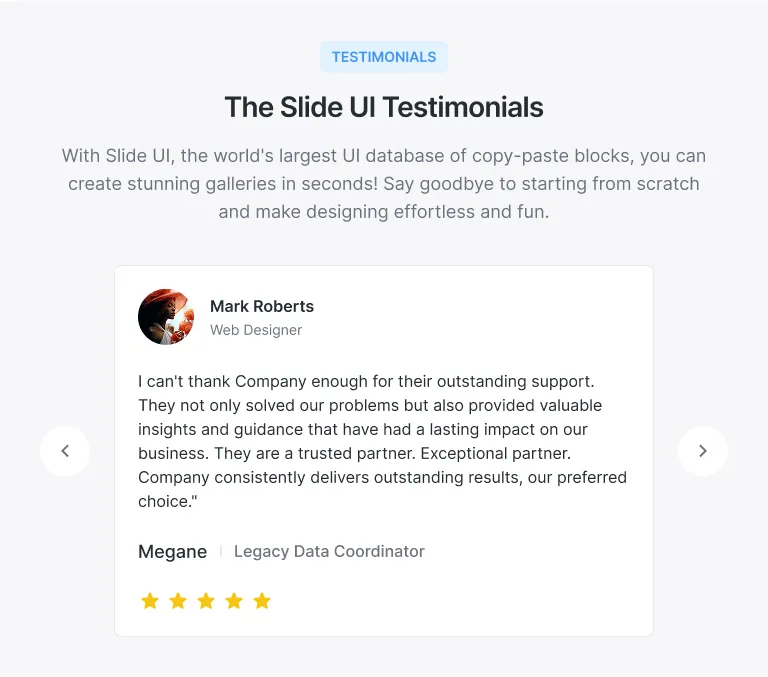 TESTIMONIALS
The Slide UI Testimonials
With Slide UI, the world's largest UI database of copy-paste blocks, you can
create stunning galleries in seconds! Say goodbye to starting from scratch
and make designing effortless and fun.
Mark Roberts
Web Designer
I can't thank Company enough for their outstanding support.
They not only solved our problems but also provided valuable
insights and guidance that have had a lasting impact on our
business. They are a trusted partner. Exceptional partner.
Company consistently delivers outstanding results, our preferred
choice."
Megane | Legacy Data Coordinator